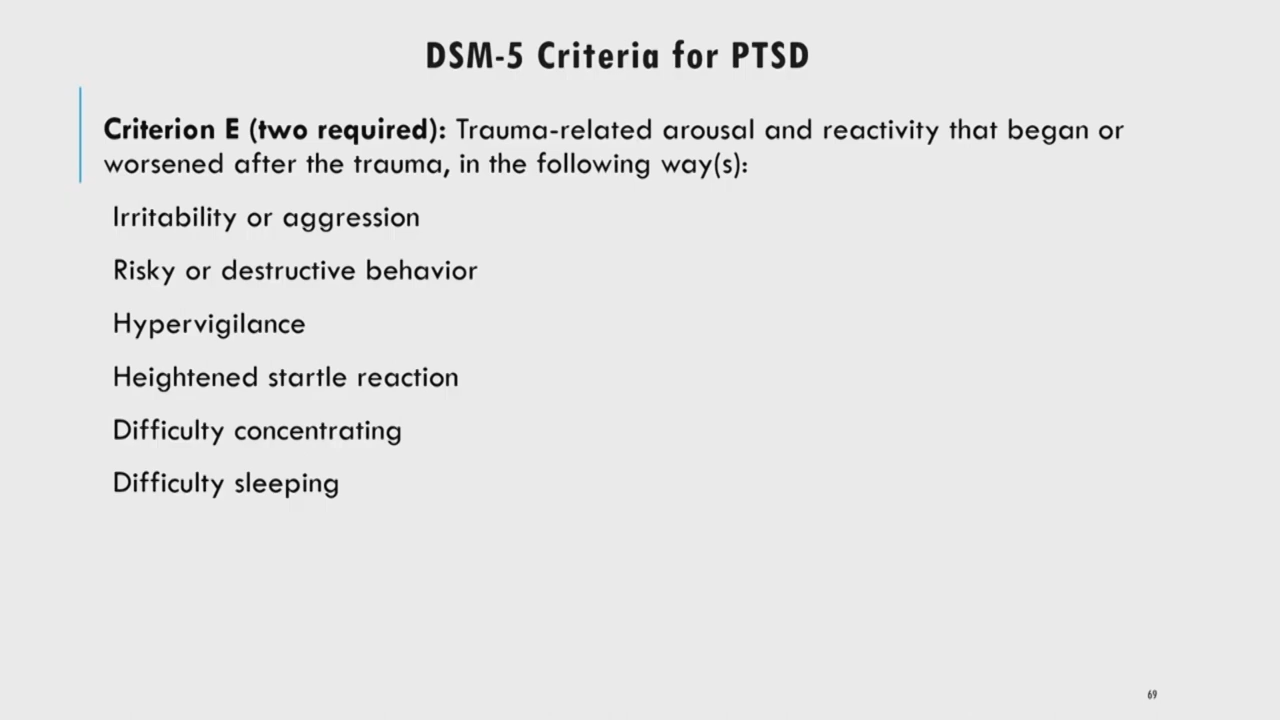 DSM-5 Criteria for PTSD
Criterion E (two required): Trauma-related arousal and reactivity that began or
worsened after the trauma, in the following way(s):
Irritability or aggression
Risky or destructive behavior
Hypervigilance
Heightened startle reaction
Difficulty concentrating
Difficulty sleeping
69